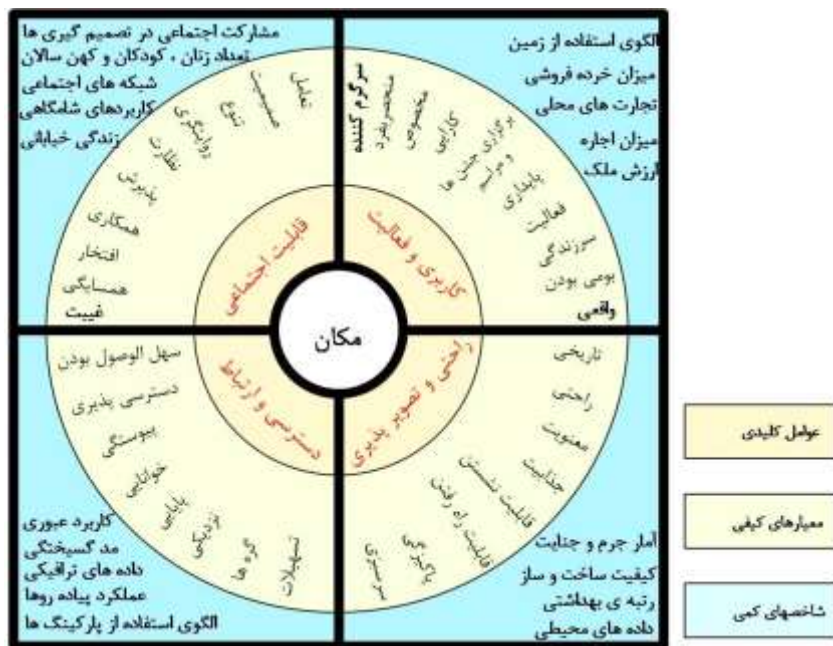 مشارکت اجتماعی در تصمیم گیری ها
تعداد زنان ، کودکان و کهن سالان
شبکه های اجتماعی
کاربردهای شامگاهی
زندگی خیابانی
الگوی استفاده از زمین
میزان خرده فروشی
تجارت های محلی
میزان اجاره
ارزش ملک
تعامل
صمیمیت
تنوع
روایتگری
نظارت
پذیرش
همکاری
افتخار
همسایگی
غیبت
سرگرم کننده
منحصربفرد
مخصوص
کارایی
برگزاری جشن ها
و مراسم
پایداری
فعالیت
سرزندگی
بومی بودن
واقعی
قابلیت اجتماعی
کاربری و فعالیت
مکان
دسترسی و ارتباط
راحتی و تصویر پذیری
سهل الوصول بودن
دسترسی پذیری
پیوستگی
خوانایی
پایایی
نزدیکی
گره ها
تسهیلات
تاریخی
راحتی
معنویت
جذابیت
قابلیت نشستن
قابلیت راه رفتن
پاکیزگی
سرسبزی
کاربرد عبوری
مد گسیختگی
داده های ترافیکی
عملکرد پیاده روها
الگوی استفاده از پارکینگ ها
آمار جرم و جنایت
کیفیت ساخت و ساز
رتبه ی بهداشتی
داده های محیطی
عوامل کلیدی
معیارهای کیفی
شاخصهای کمی